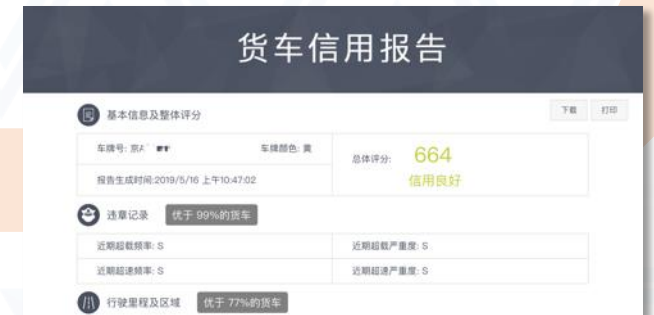 货车信用报告
基本信息及整体评分
下载 打印
车牌号: 京A 车牌颜色: 黄
总体评分: 664
报告生成时间:2019/5/16 上午10:47:02
信用良好
违章记录 优于 99%的货车
近期超载频率: S 近期超载严重度: S
近期超速频率: S 近期超速严重度: S
行驶里程及区域 优于 77%的货车